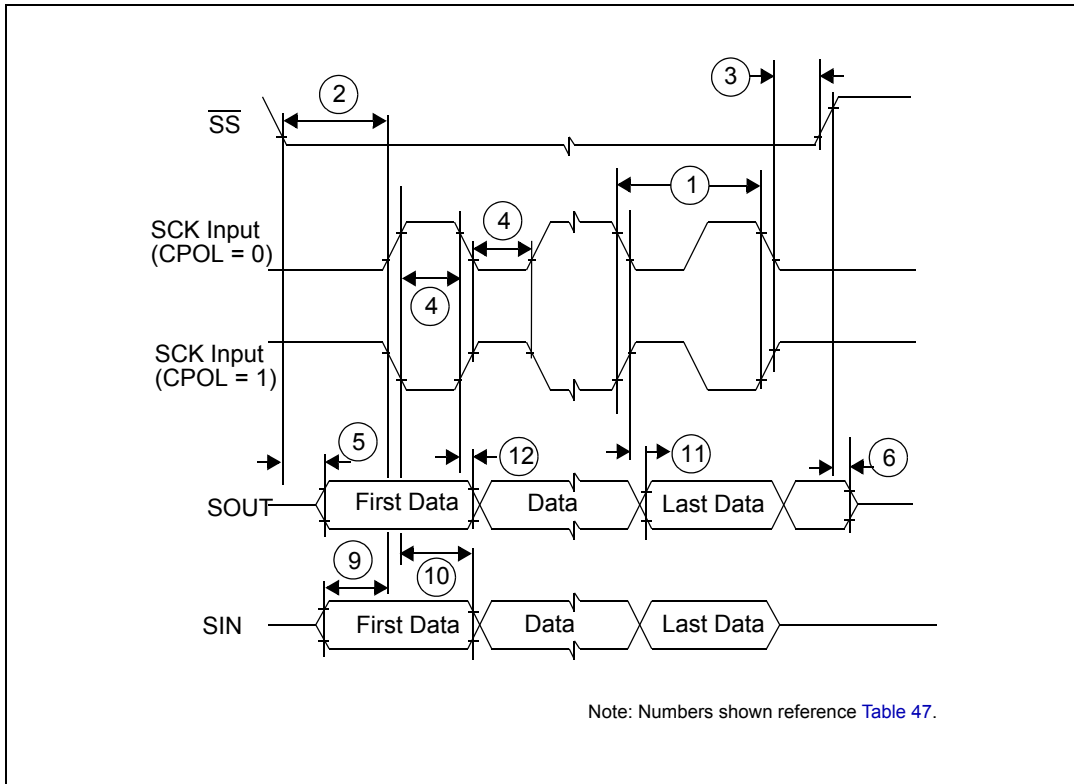 3
2
SS
1
SCK Input
(CPOL = 0)
4
4
SCK Input
(CPOL = 1)
5
12
11
6
SOUT
First Data
Data
Last Data
9
10
SIN
First Data
Data
Last Data
Note: Numbers shown reference Table 47.